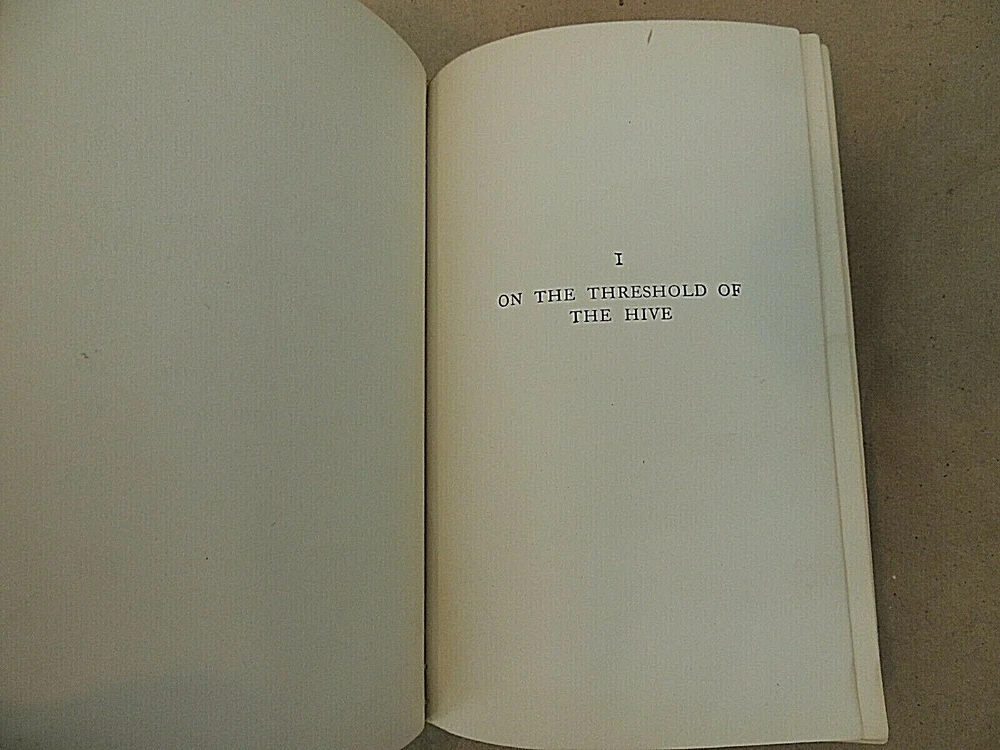 I
ON THE THRESHOLD OF
THE HIVE